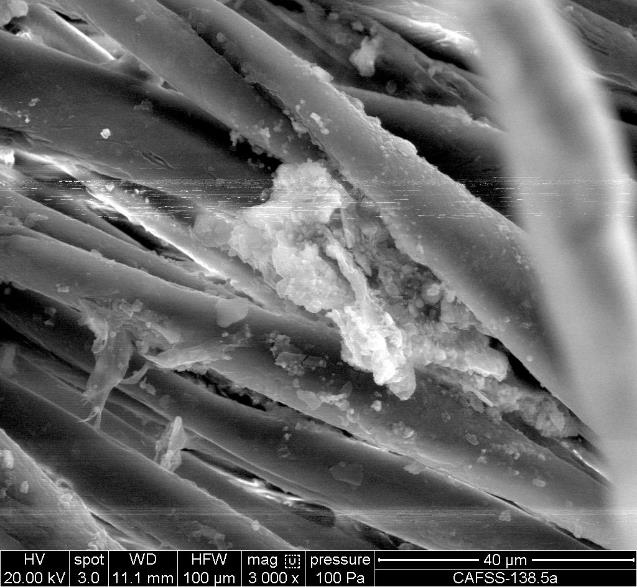 HV spot WD HFW mag pressure 40 µm
20.00 kV 3.0 11.1 mm 100 µm 3 000 x 100 Pa CAFSS-138.5a